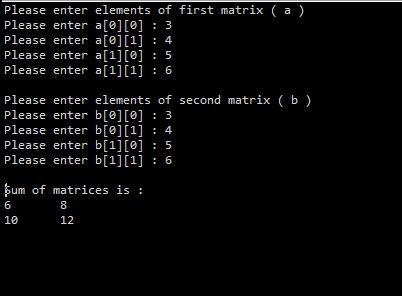 Please enter elements of first matrix ( a )
Please enter a[0][0] : 3
Please enter a[0][1] : 4
Please enter a[1][0] : 5
Please enter a[1][1] : 6
Please enter elements of second matrix ( b )
Please enter b[0][0] : 3
Please enter b[0][1] : 4
Please enter b[1][0] : 5
Please enter b[1][1] : 6
Sum of matrices is :
6 8
10 12